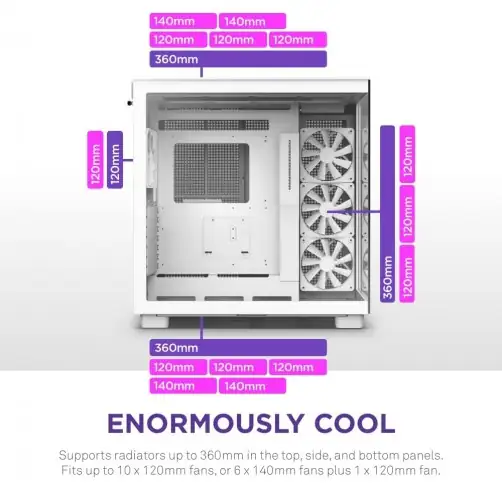 140mm 140mm
120mm 120mm 120mm
360mm
120mm 120mm
120mm
120mm
120mm
360mm
360mm
120mm 120mm 120mm
140mm 140mm
ENORMOUSLY COOL
Supports radiators up to 360mm in the top, side, and bottom panels.
Fits up to 10 x 120mm fans, or 6 x 140mm fans plus 1 x 120mm fan.